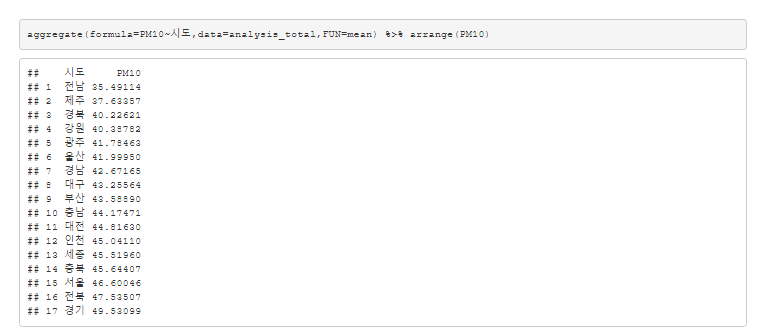 aggregate(formula=PM10~시도,data=analysis_total,FUN=mean) %>% arrange(PM10)
## 시도 PM10
## 1 전남 35.49114
## 2 제주 37.63357
## 3 경북 40.22621
## 4 강원 40.38782
## 5 광주 41.78463
## 6 울산 41.99950
## 7 경남 42.67165
## 8 대구 43.25564
## 9 부산 43.58890
## 10 충남 44.17471
## 11 대전 44.81630
## 12 인천 45.04110
## 13 세종 45.51960
## 14 충북 45.64407
## 15 서울 46.60046
## 16 전북 47.53507
## 17 경기 49.53099